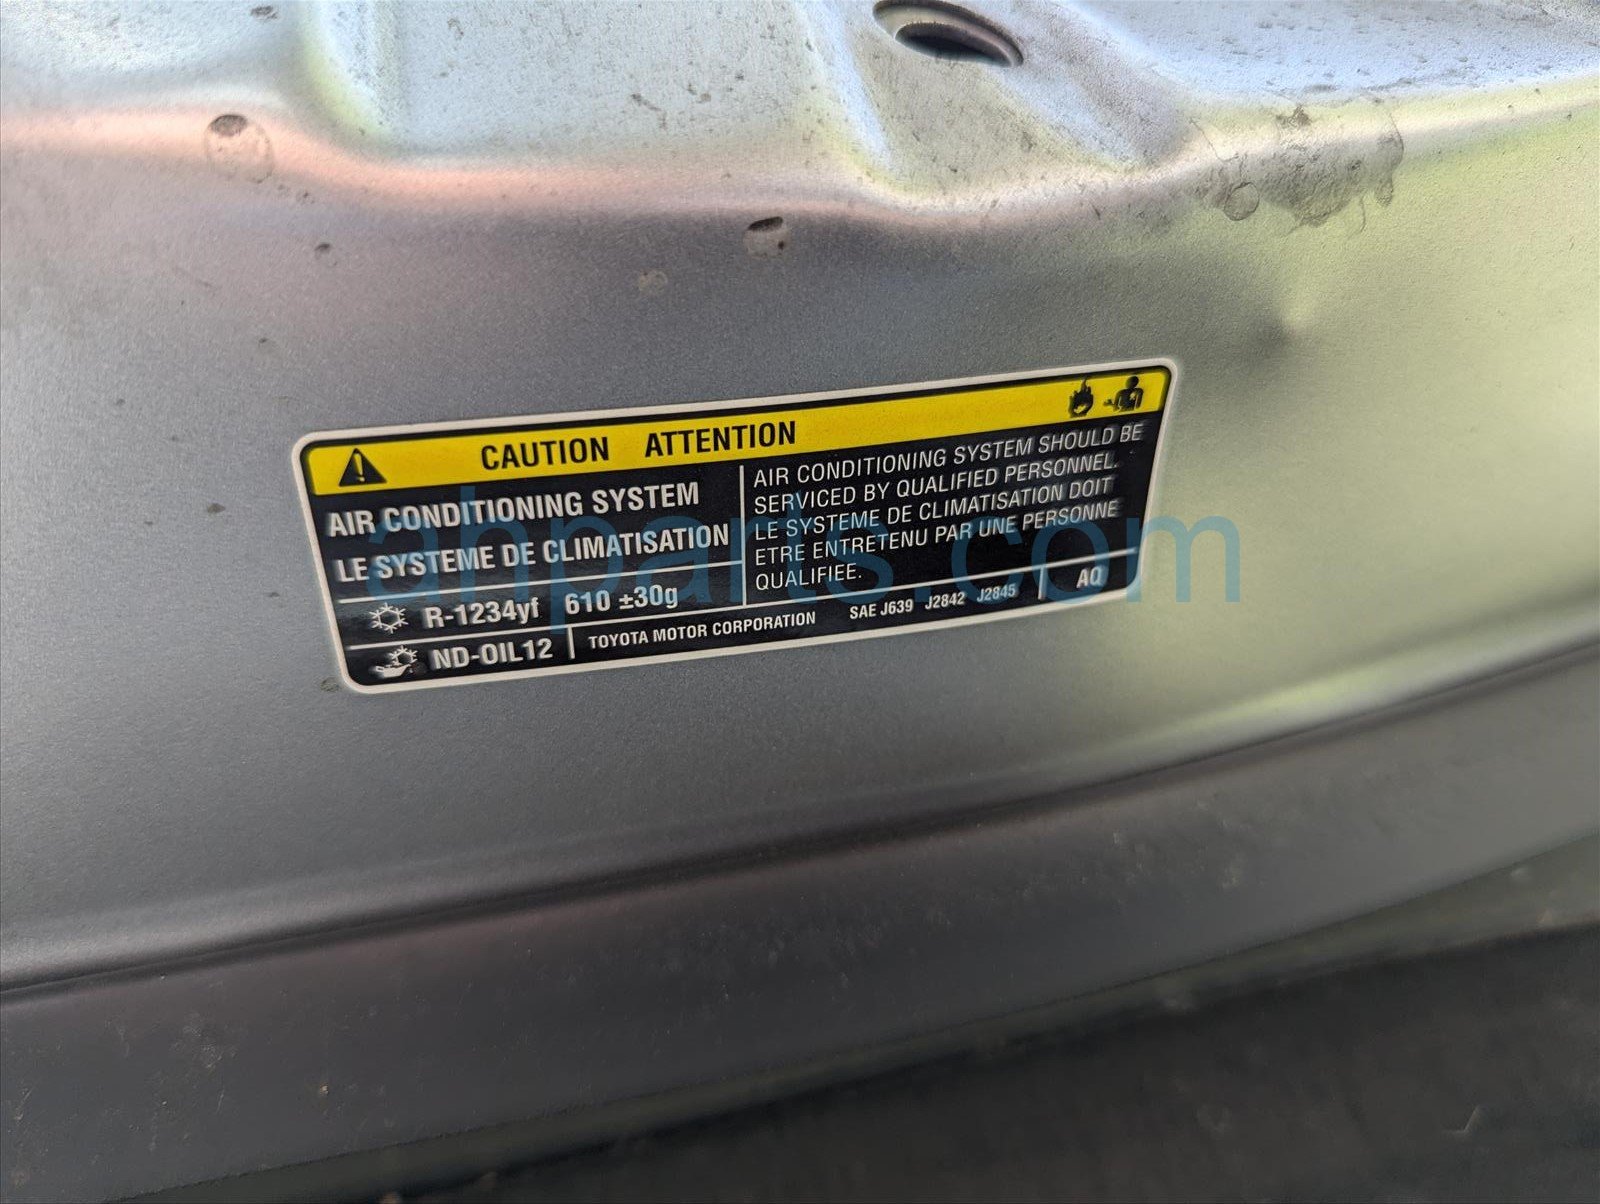 CAUTION ATTENTION
AIR CONDITIONING SYSTEM
LE SYSTEME DE CLIMATISATION
AIR CONDITIONING SYSTEM SHOULD BE
SERVICED BY QUALIFIED PERSONNEL.
LE SYSTEME DE CLIMATISATION DOIT
ETRE ENTRETENU PAR UNE PERSONNE
QUALIFIEE.
R-1234yf 610 ±30g
ND-OIL12
TOYOTA MOTOR CORPORATION SAE J639 J2842 J2845
AQ
ahparts.com